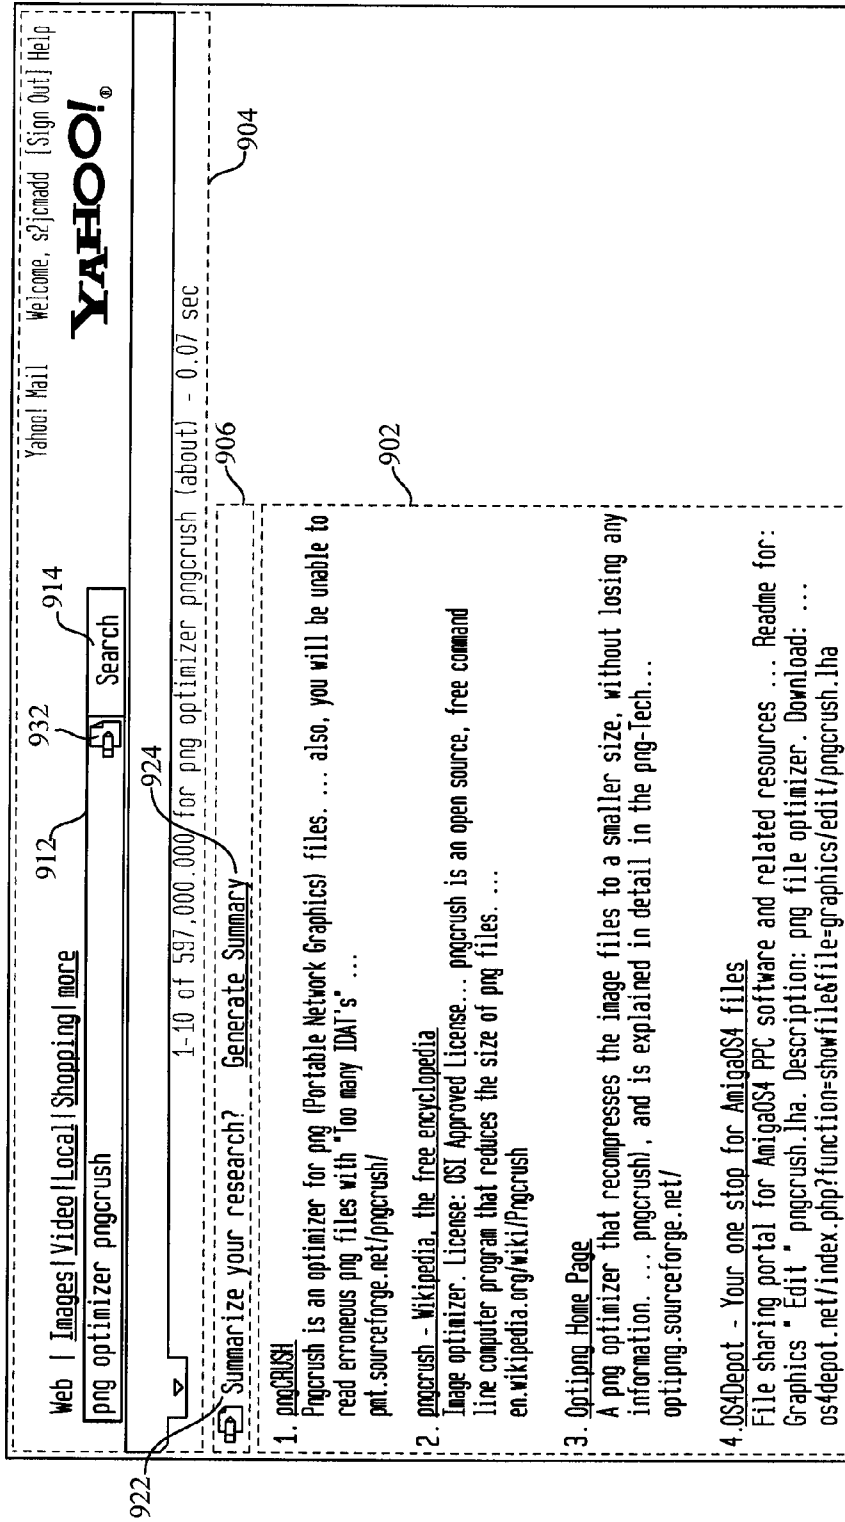 Yahoo! Mail Welcome, s2jcmadd [Sign Out] Help
Web | Images | Video | Local | Shopping | more
912
932
914
png optimizer pngcrush
Search
YAHOO!®
1-10 of 597,000.000 for png optimizer pngcrush (about) - 0.07 sec
904
922
Summarize your research? Generate Summary
924
906
902
1. pngCRUSH
Pngcrush is an optimizer for png (Portable Network Graphics) files. ... also, you will be unable to
read erroneous png files with "Too many IDAT's" ...
pmt.sourceforge.net/pngcrush/
2. pngcrush - Wikipedia, the free encyclopedia
Image optimizer. License: OSI Approved License... pngcrush is an open source, free command
line computer program that reduces the size of png files. ...
en.wikipedia.org/wiki/Pngcrush
3. Optipng Home Page
A png optimizer that recompresses the image files to a smaller size, without losing any
information. ... pngcrush), and is explained in detail in the png-Tech...
optipng.sourceforge.net/
4. OS4Depot - Your one stop for AmigaOS4 files
File sharing portal for AmigaOS4 PPC software and related resources ... Readme for:
Graphics " Edit " pngcrush.lha. Description: png file optimizer. Download: ...
os4depot.net/index.php?function=showfile&file=graphics/edit/pngcrush.lha